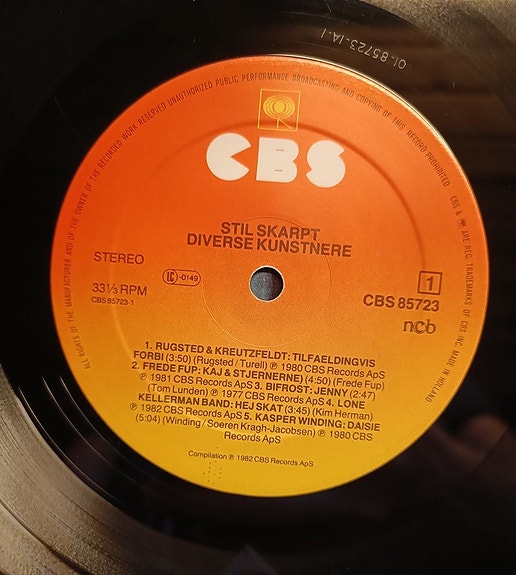 01-85723-1A-1
ALL RIGHTS OF THE MANUFACTURER AND OF THE OWNER OF THE RECORDED WORK RESERVED UNAUTHORIZED PUBLIC PERFORMANCE BROADCASTING AND COPYING OF THIS RECORD PROHIBITED CBS & ARE REG. TRADEMARKS OF CBS INC. MADE IN HOLLAND
CBS
STIL SKARPT
DIVERSE KUNSTNERE
STEREO
LC-0149
1
33⅓ RPM
CBS 85723
CBS 85723-1
ncb
1. RUGSTED & KREUTZFELDT: TILFAELDINGVIS
FORBI (3:50) (Rugsted / Turell) ℗ 1980 CBS Records ApS
2. FREDE FUP: KAJ & STJERNERNE) (4:50) (Frede Fup)
℗ 1981 CBS Records ApS 3. BIFROST: JENNY (2:47)
(Tom Lunden) ℗ 1977 CBS Records ApS 4. LONE
KELLERMAN BAND: HEJ SKAT (3:45) (Kim Herman)
℗ 1982 CBS Records ApS 5. KASPER WINDING: DAISIE
(5:04) (Winding / Soeren Kragh-Jacobsen) ℗ 1980 CBS
Records ApS
Compilation ℗ 1982 CBS Records ApS